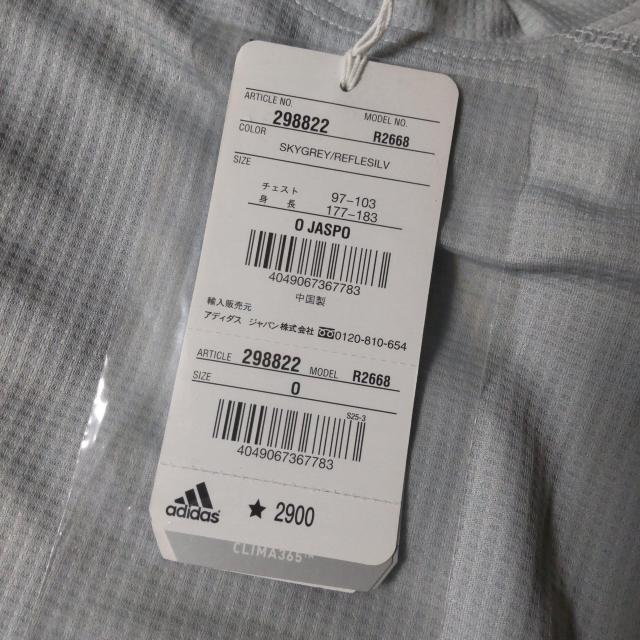 ARTICLE NO. MODEL NO.
298822 R2668
COLOR
SKYGREY/REFLESILV
SIZE
チェスト 97-103
身長 177-183
O JASPO
4049067367783
中国製
輸入販売元
アディダス ジャパン株式会社 0120-810-654
ARTICLE 298822 MODEL R2668
SIZE O
S25-3
4049067367783
adidas ★ 2900
CLIMA365™